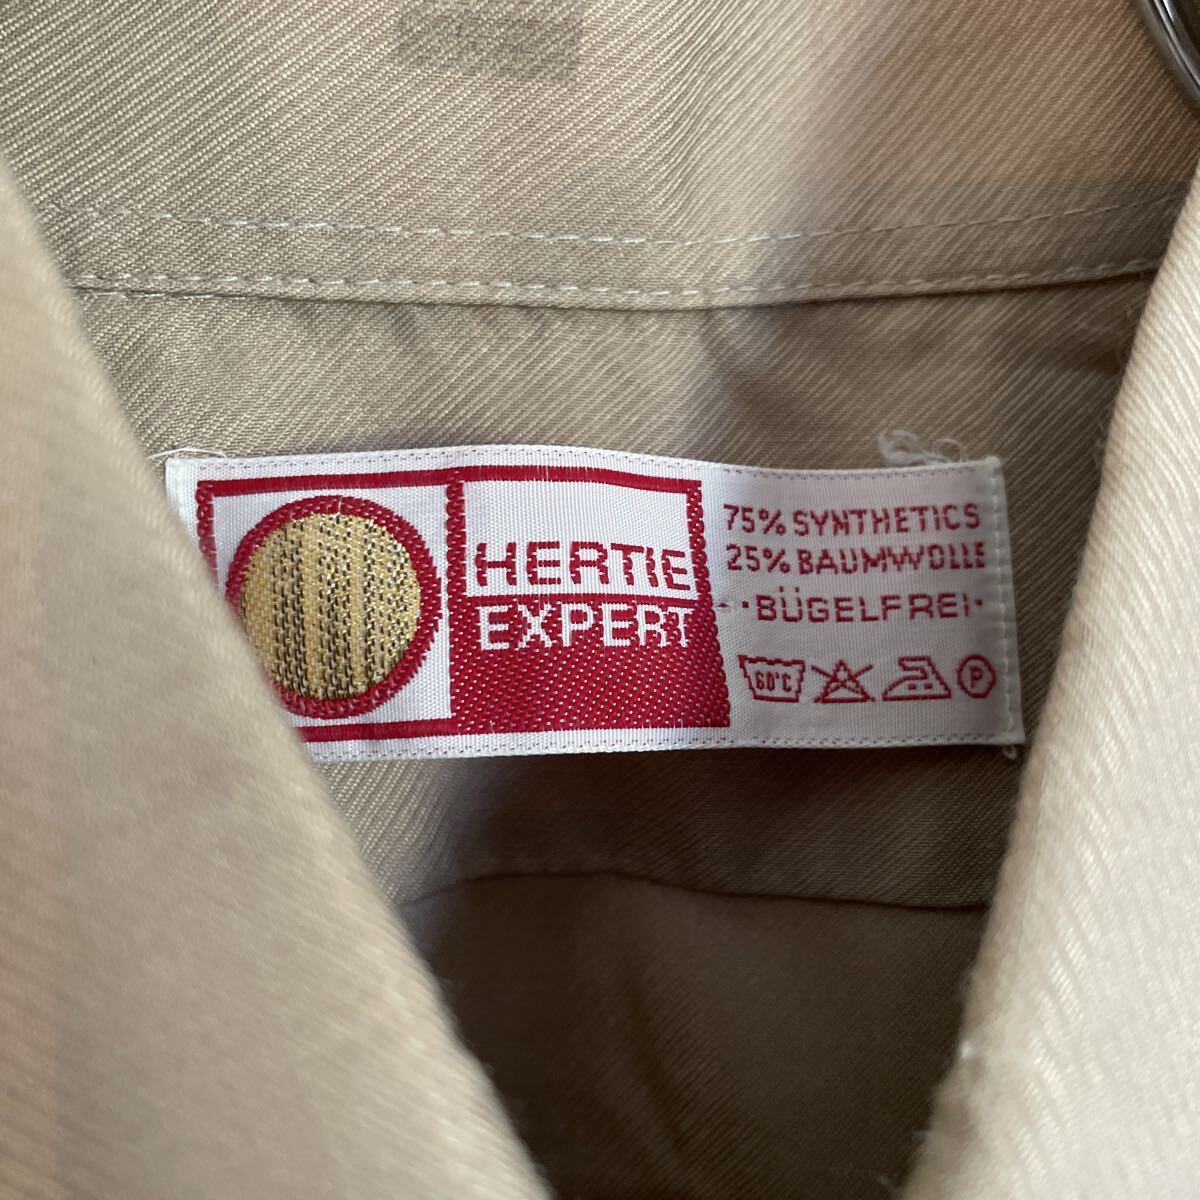 HERTIE
EXPERT
75% SYNTHETICS
25% BAUMWOLLE
·BÜGELFREI·
60°C
P